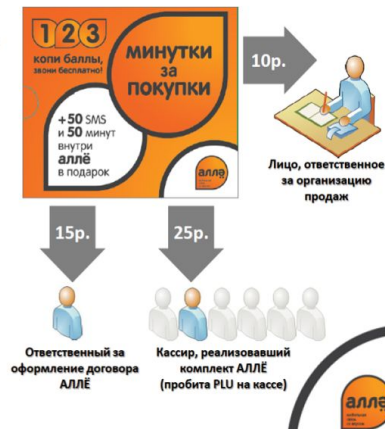 123
копи баллы,
звони бесплатно!
минутки
за
покупки
+50 SMS
и 50 минут
внутри
аллё
в подарок
аллё
10р.
Лицо, ответственное
за организацию
продаж
15р.
25р.
Ответственный за
оформление договора
АЛЛЁ
Кассир, реализовавший
комплект АЛЛЁ
(пробита PLU на кассе)
аллё